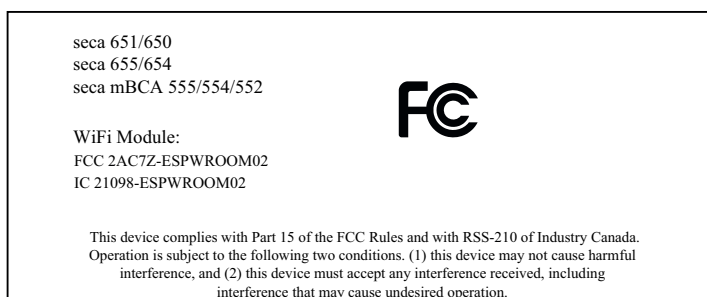 seca 651/650
seca 655/654
seca mBCA 555/554/552
FC
WiFi Module:
FCC 2AC7Z-ESPWROOM02
IC 21098-ESPWROOM02
This device complies with Part 15 of the FCC Rules and with RSS-210 of Industry Canada.
Operation is subject to the following two conditions. (1) this device may not cause harmful
interference, and (2) this device must accept any interference received, including
interference that may cause undesired operation.